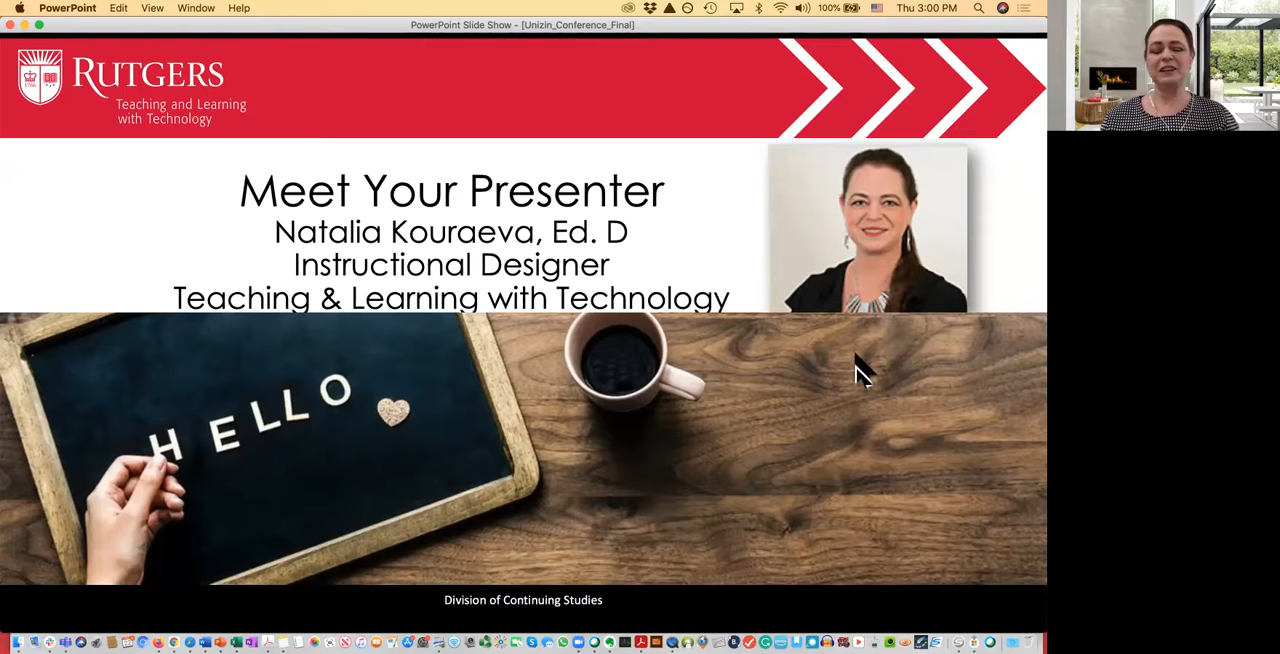 PowerPoint Edit View Window Help 100% Thu 3:00 PM
PowerPoint Slide Show - [Unizin_Conference_Final]
RUTGERS
1766
Teaching and Learning
with Technology
Meet Your Presenter
Natalia Kouraeva, Ed. D
Instructional Designer
Teaching & Learning with Technology
HELLO
Division of Continuing Studies